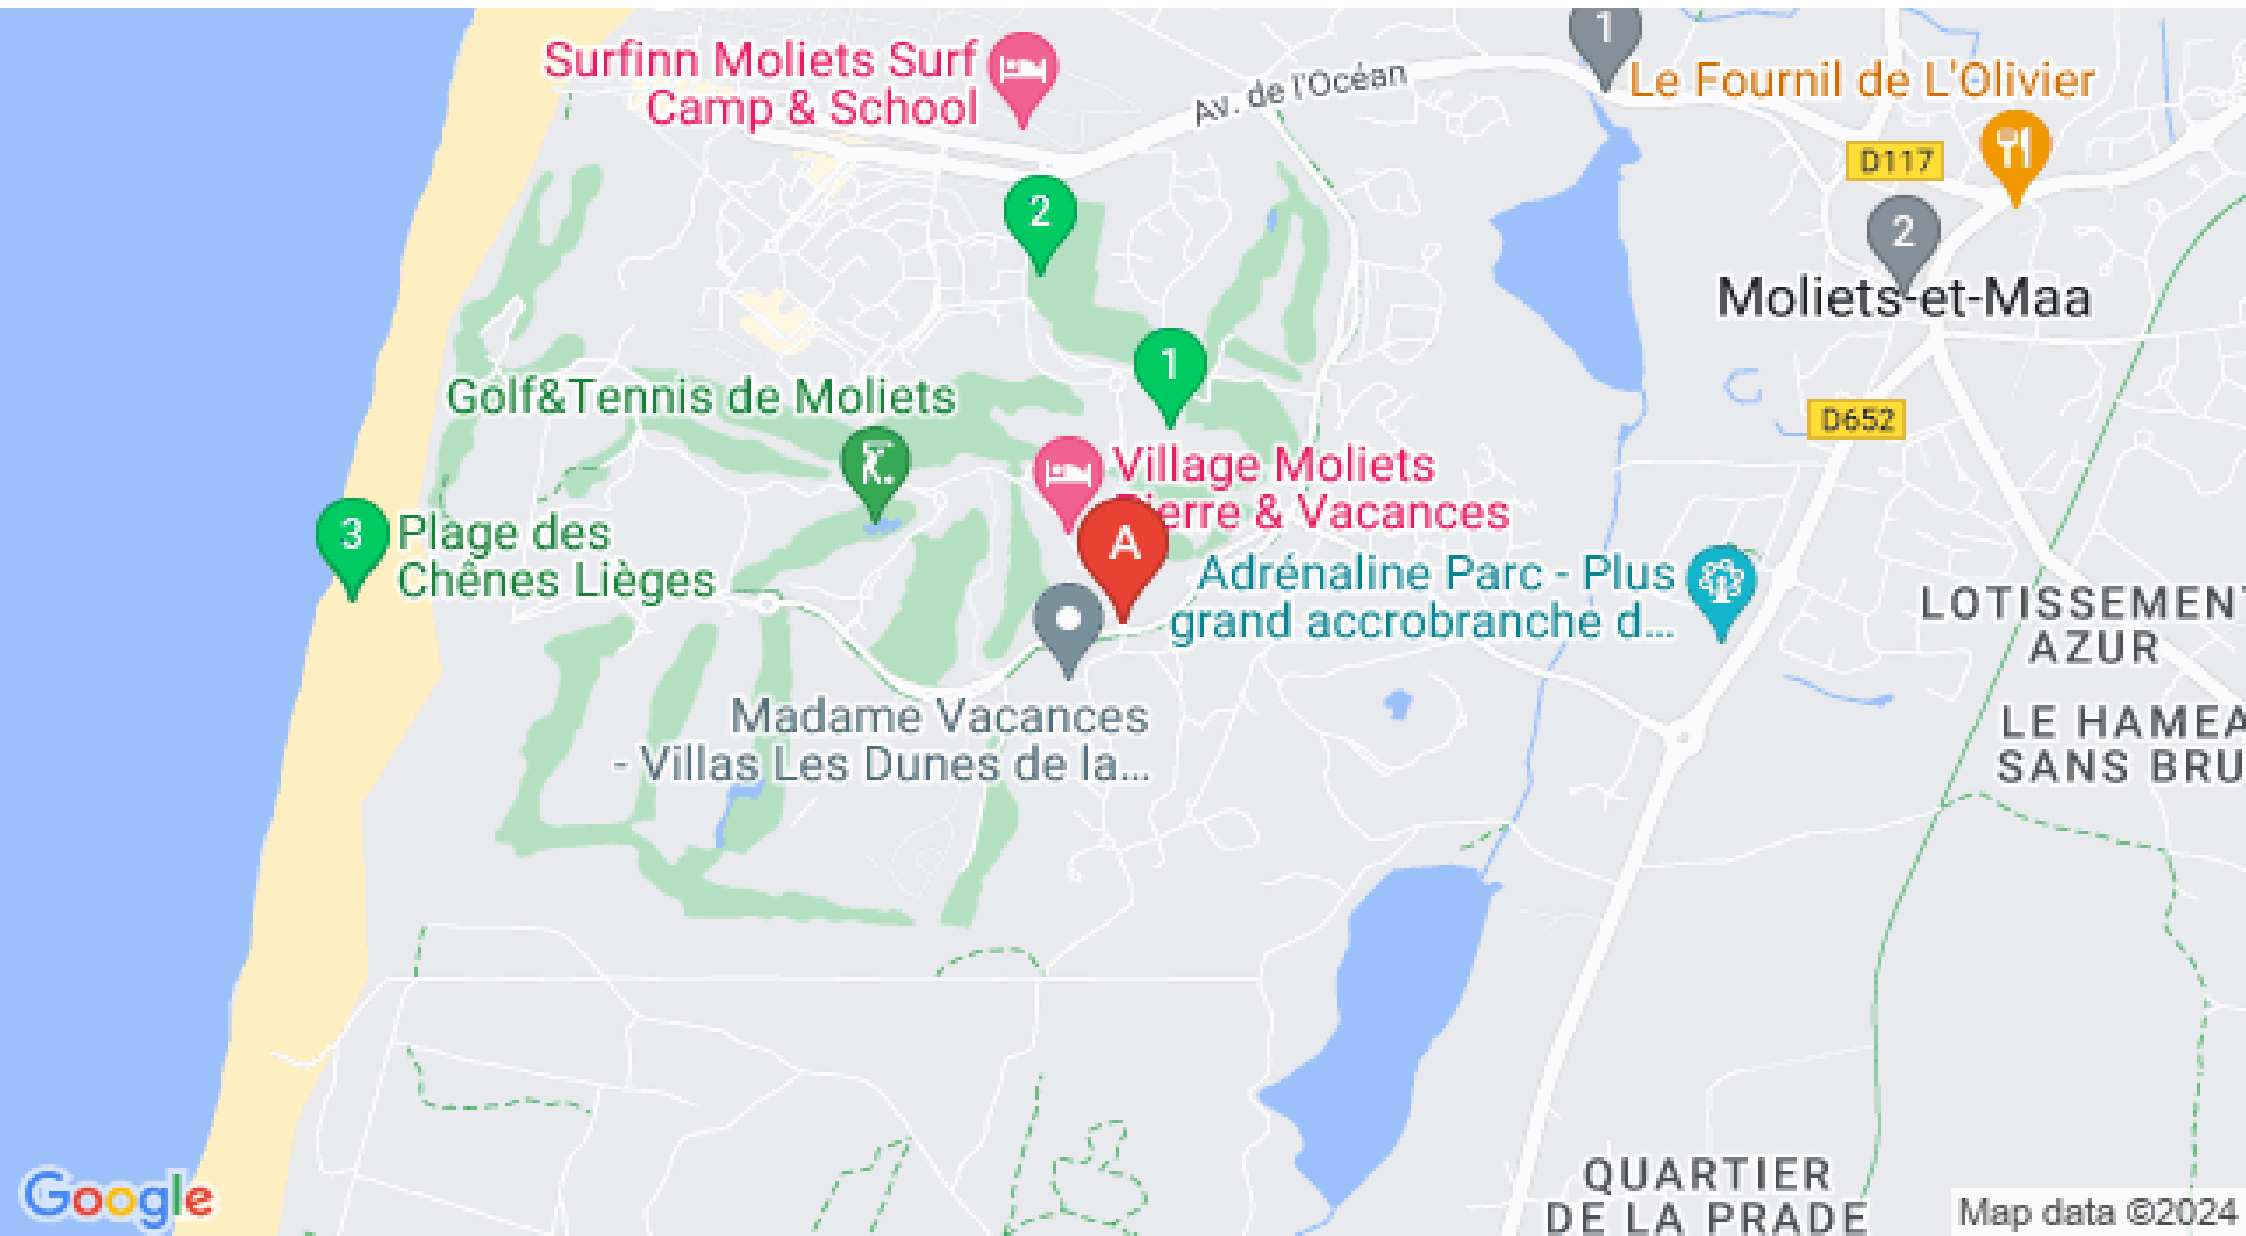 1
Surfinn Moliets Surf
Camp & School
Av. de l'Océan
Le Fournil de L'Olivier
D117
2
2
Moliets-et-Maa
1
Golf&Tennis de Moliets
D652
Village Moliets
erre & Vacances
3
Plage des
Chênes Lièges
A
Adrénaline Parc - Plus
grand accrobranche d...
LOTISSEMENT
AZUR
Madame Vacances
- Villas Les Dunes de la...
LE HAMEA
SANS BRU
QUARTIER
DE LA PRADE
Google
Map data ©2024